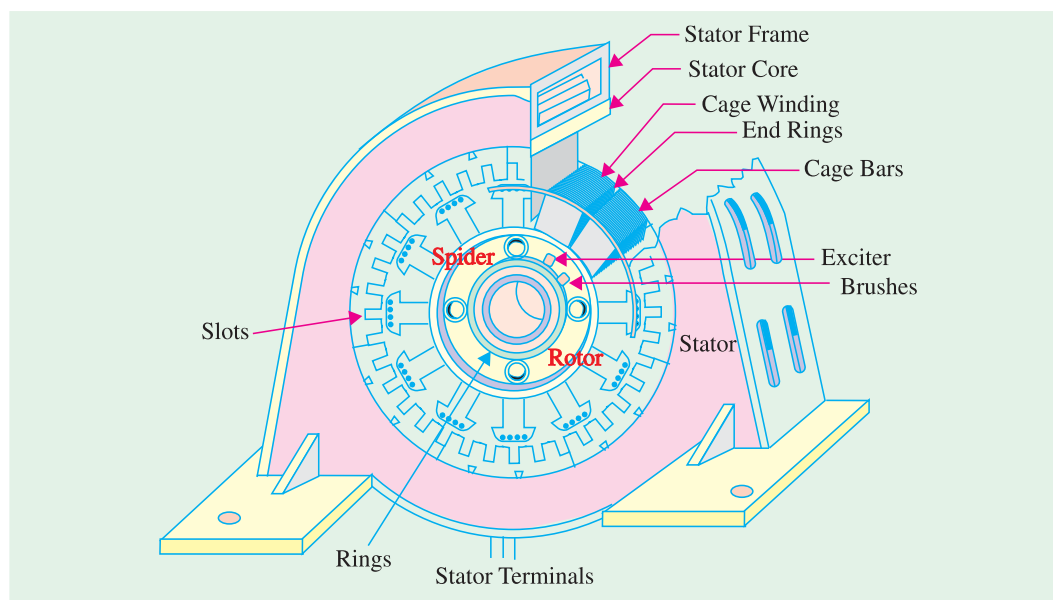 Stator Frame
Stator Core
Cage Winding
End Rings
Cage Bars
Spider
Exciter
Brushes
Slots
Stator
Rotor
Rings
Stator Terminals